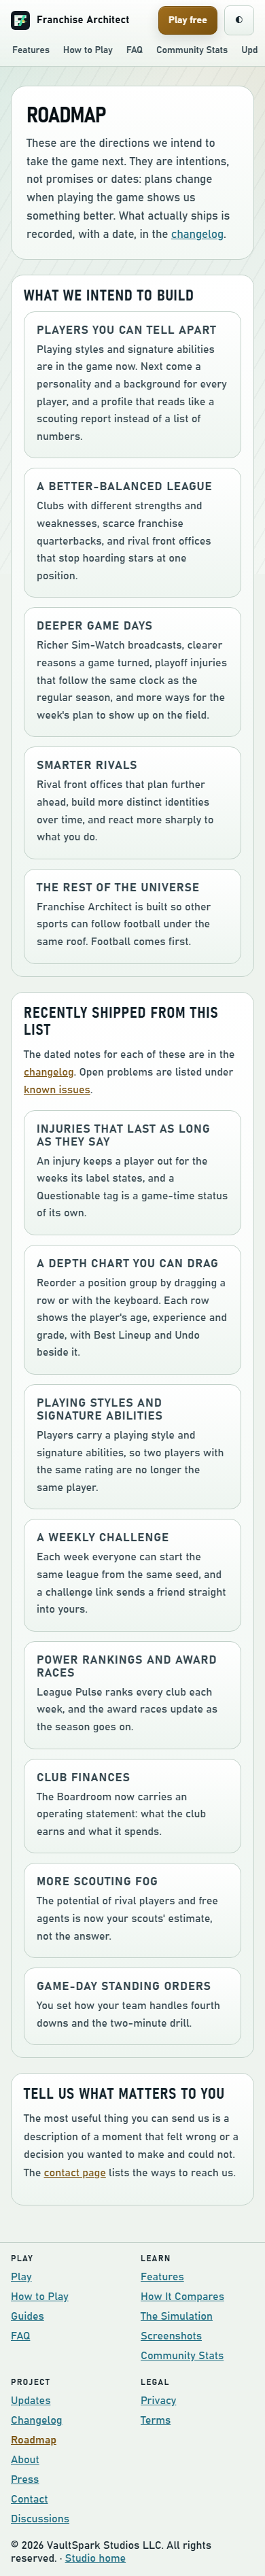 Franchise Architect
Play free
Features How to Play FAQ Community Stats Upd
ROADMAP
These are the directions we intend to
take the game next. They are intentions,
not promises or dates: plans change
when playing the game shows us
something better. What actually ships is
recorded, with a date, in the changelog.
WHAT WE INTEND TO BUILD
PLAYERS YOU CAN TELL APART
Playing styles and signature abilities
are in the game now. Next come a
personality and a background for every
player, and a profile that reads like a
scouting report instead of a list of
numbers.
A BETTER-BALANCED LEAGUE
Clubs with different strengths and
weaknesses, scarce franchise
quarterbacks, and rival front offices
that stop hoarding stars at one
position.
DEEPER GAME DAYS
Richer Sim-Watch broadcasts, clearer
reasons a game turned, playoff injuries
that follow the same clock as the
regular season, and more ways for the
week's plan to show up on the field.
SMARTER RIVALS
Rival front offices that plan further
ahead, build more distinct identities
over time, and react more sharply to
what you do.
THE REST OF THE UNIVERSE
Franchise Architect is built so other
sports can follow football under the
same roof. Football comes first.
RECENTLY SHIPPED FROM THIS
LIST
The dated notes for each of these are in the
changelog. Open problems are listed under
known issues.
INJURIES THAT LAST AS LONG
AS THEY SAY
An injury keeps a player out for the
weeks its label states, and a
Questionable tag is a game-time status
of its own.
A DEPTH CHART YOU CAN DRAG
Reorder a position group by dragging a
row or with the keyboard. Each row
shows the player's age, experience and
grade, with Best Lineup and Undo
beside it.
PLAYING STYLES AND
SIGNATURE ABILITIES
Players carry a playing style and
signature abilities, so two players with
the same rating are no longer the
same player.
A WEEKLY CHALLENGE
Each week everyone can start the
same league from the same seed, and
a challenge link sends a friend straight
into yours.
POWER RANKINGS AND AWARD
RACES
League Pulse ranks every club each
week, and the award races update as
the season goes on.
CLUB FINANCES
The Boardroom now carries an
operating statement: what the club
earns and what it spends.
MORE SCOUTING FOG
The potential of rival players and free
agents is now your scouts' estimate,
not the answer.
GAME-DAY STANDING ORDERS
You set how your team handles fourth
downs and the two-minute drill.
TELL US WHAT MATTERS TO YOU
The most useful thing you can send us is a
description of a moment that felt wrong or a
decision you wanted to make and could not.
The contact page lists the ways to reach us.
PLAY
Play
How to Play
Guides
FAQ
LEARN
Features
How It Compares
The Simulation
Screenshots
Community Stats
PROJECT
Updates
Changelog
Roadmap
About
Press
Contact
Discussions
LEGAL
Privacy
Terms
© 2026 VaultSpark Studios LLC. All rights
reserved. · Studio home